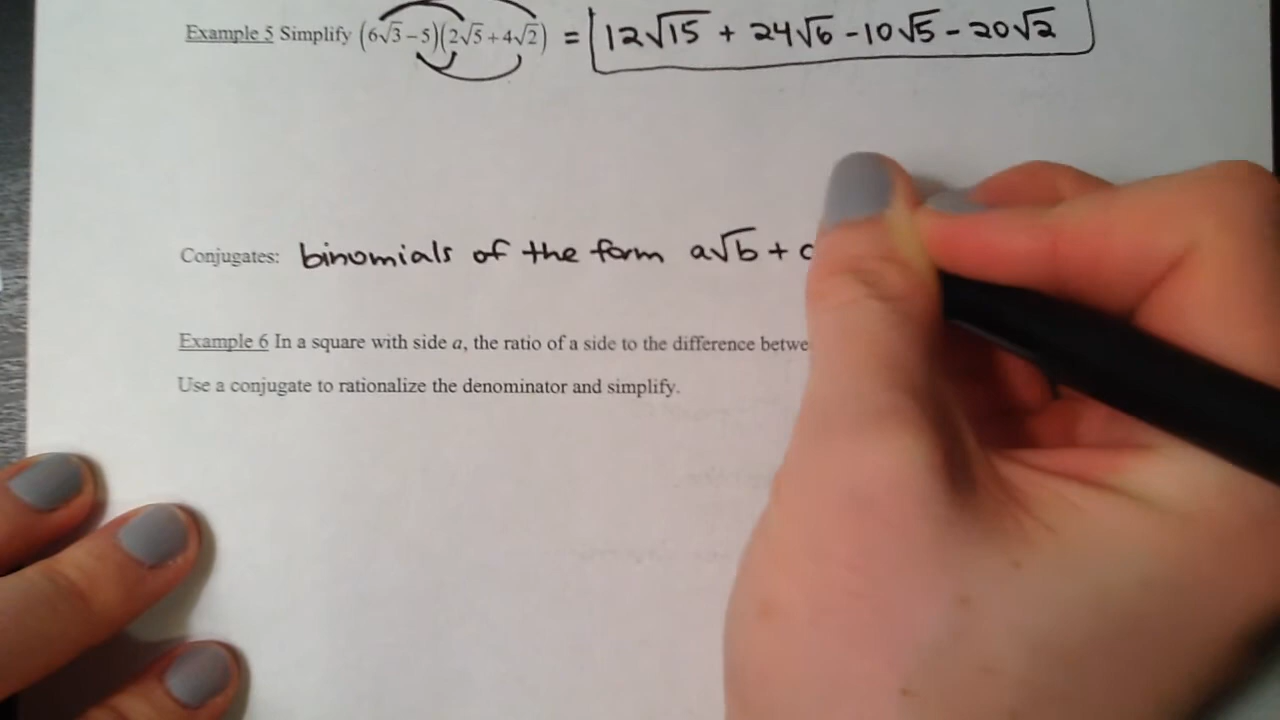 Example 5 Simplify (6√3 − 5)(2√5 + 4√2) = 12√15 + 24√6 - 10√5 - 20√2
Conjugates: binomials of the form a√b + c
Example 6 In a square with side a, the ratio of a side to the difference
Use a conjugate to rationalize the denominator and simplify.